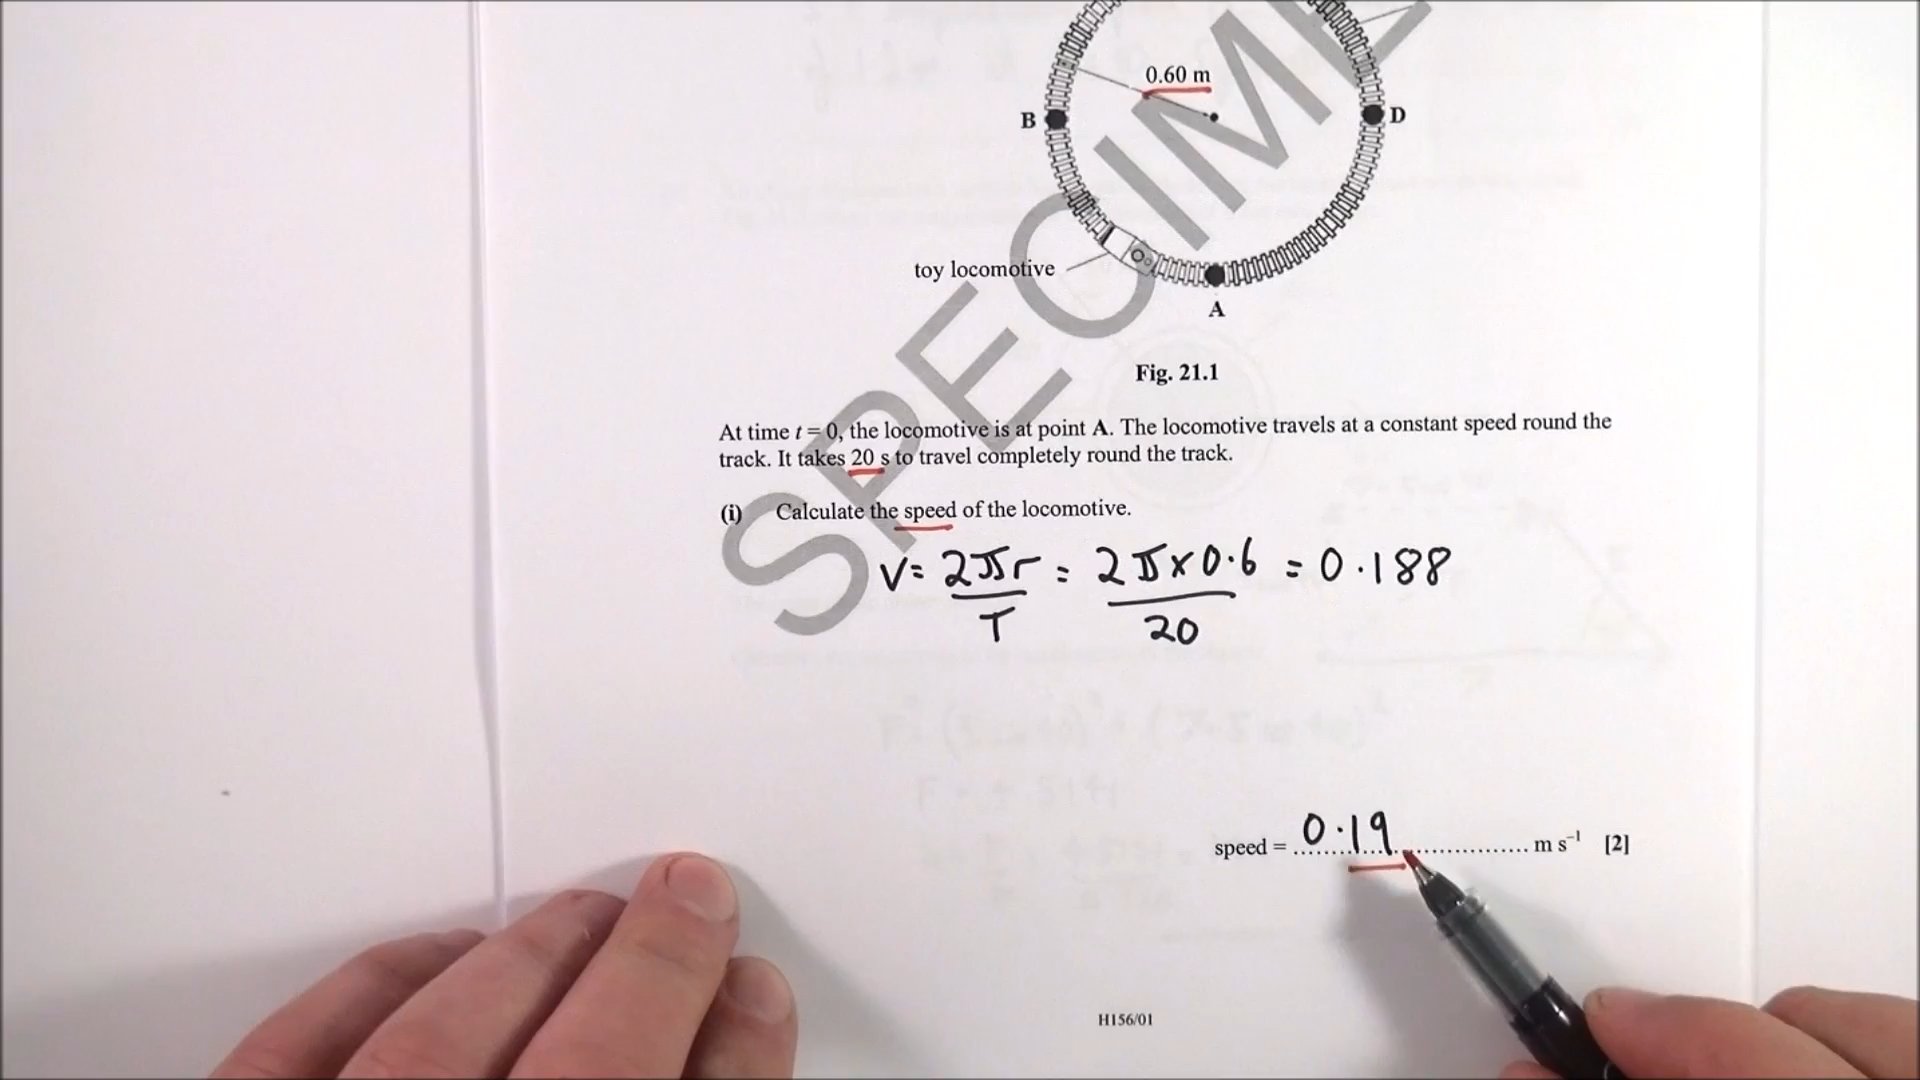 0.60 m
B
D
toy locomotive
A
Fig. 21.1
At time t = 0, the locomotive is at point A. The locomotive travels at a constant speed round the
track. It takes 20 s to travel completely round the track.
(i) Calculate the speed of the locomotive.
V = 2πr/T = 2π×0.6/20 = 0.188
speed = 0.19 m s⁻¹ [2]
H156/01
SPECIME